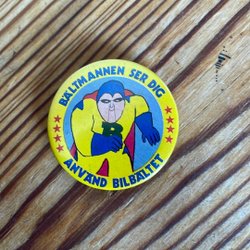 BÄLTMANNEN SER DIG
B
ANVÄND BILBÄLTET